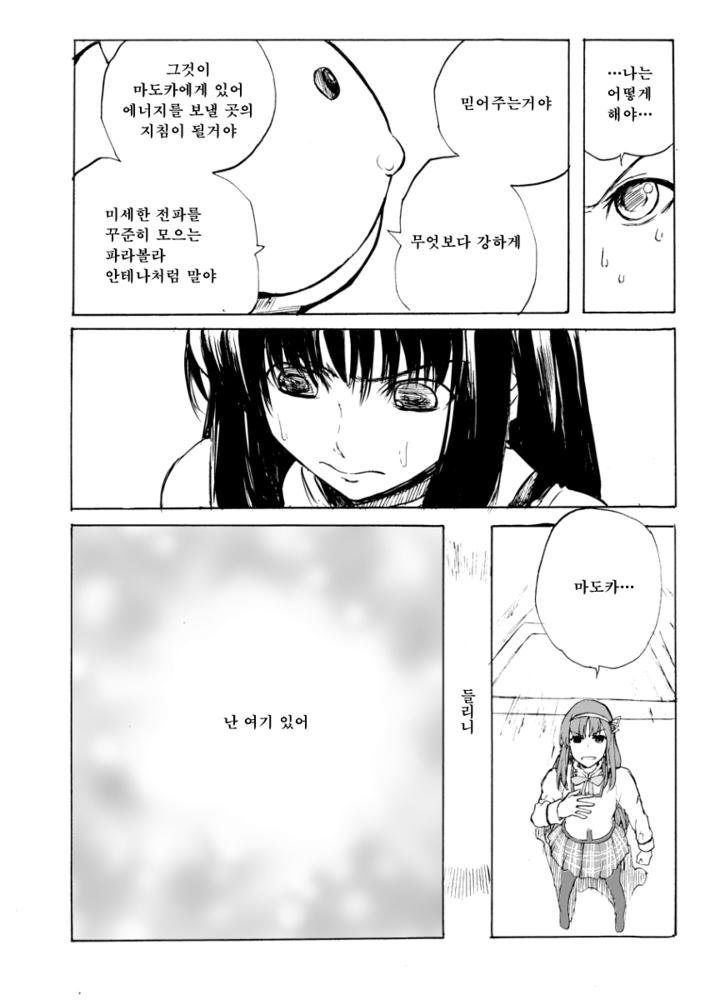 …나는
어떻게
해야…
믿어주는거야
무엇보다 강하게
그것이
마도카에게 있어
에너지를 보낼 곳의
지침이 될거야
미세한 전파를
꾸준히 모으는
파라볼라
안테나처럼 말야
마도카…
들리니
난 여기 있어